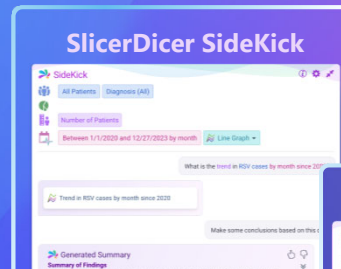 SlicerDicer SideKick
SideKick
All Patients Diagnosis (All)
Number of Patients
Between 1/1/2020 and 12/27/2023 by month Line Graph
What is the trend in RSV cases by month since
Trend in RSV cases by month since 2020
Make some conclusions based on this
Generated Summary
Summary of Findings